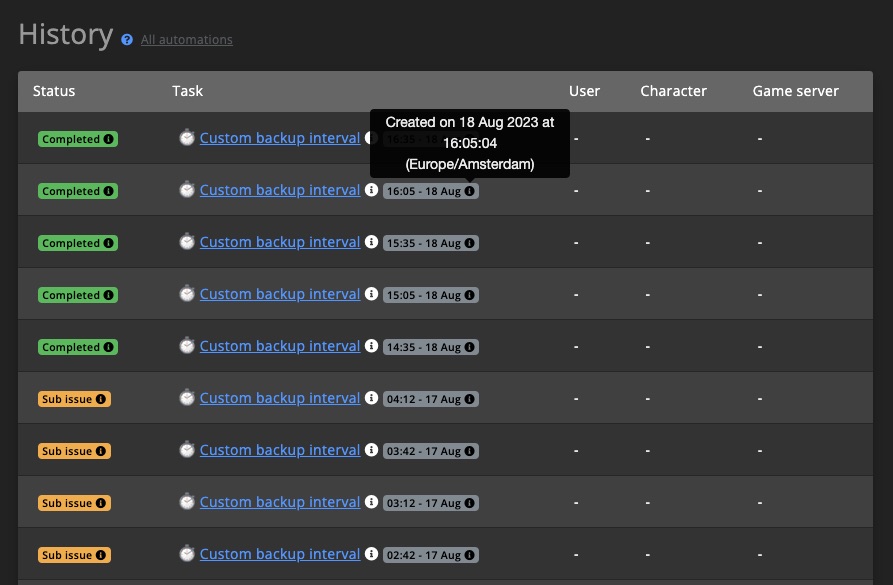 History ? All automations
Status Task User Character Game server
Completed Custom backup interval
Created on 18 Aug 2023 at
16:05:04
(Europe/Amsterdam)
- - -
Completed Custom backup interval 16:05 - 18 Aug - - -
Completed Custom backup interval 15:35 - 18 Aug - - -
Completed Custom backup interval 15:05 - 18 Aug - - -
Completed Custom backup interval 14:35 - 18 Aug - - -
Sub issue Custom backup interval 04:12 - 17 Aug - - -
Sub issue Custom backup interval 03:42 - 17 Aug - - -
Sub issue Custom backup interval 03:12 - 17 Aug - - -
Sub issue Custom backup interval 02:42 - 17 Aug - - -